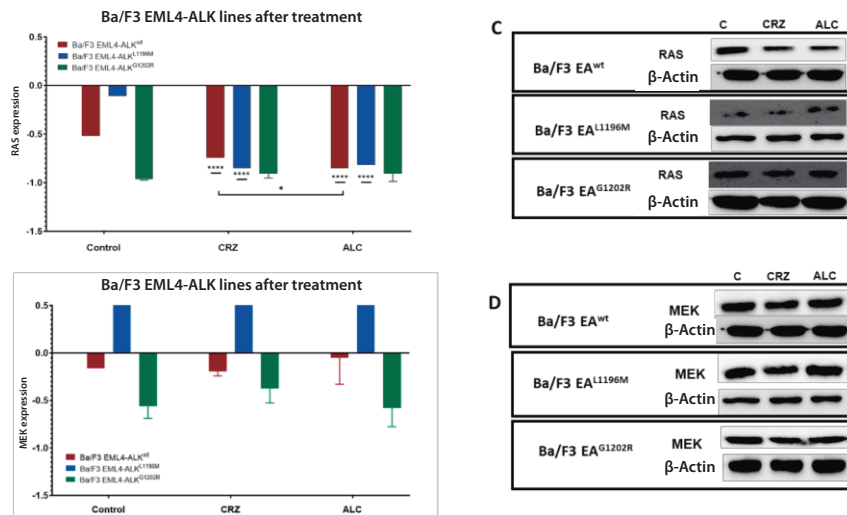 Ba/F3 EML4-ALK lines after treatment
0.5
0.0
-0.5
-1.0
-1.5
RAS expression
Ba/F3 EML4-ALKwt
Ba/F3 EML4-ALKL1196M
Ba/F3 EML4-ALKG1202R
**** **** **** ****
*
Control CRZ ALC
Ba/F3 EML4-ALK lines after treatment
0.5
0.0
-0.5
-1.0
-1.5
MEK expression
Ba/F3 EML4-ALKwt
Ba/F3 EML4-ALKL1196M
Ba/F3 EML4-ALKG1202R
Control CRZ ALC
C
C CRZ ALC
Ba/F3 EAwt
RAS
β-Actin
Ba/F3 EAL1196M
RAS
β-Actin
Ba/F3 EAG1202R
RAS
β-Actin
D
C CRZ ALC
Ba/F3 EAwt
MEK
β-Actin
Ba/F3 EAL1196M
MEK
β-Actin
Ba/F3 EAG1202R
MEK
β-Actin